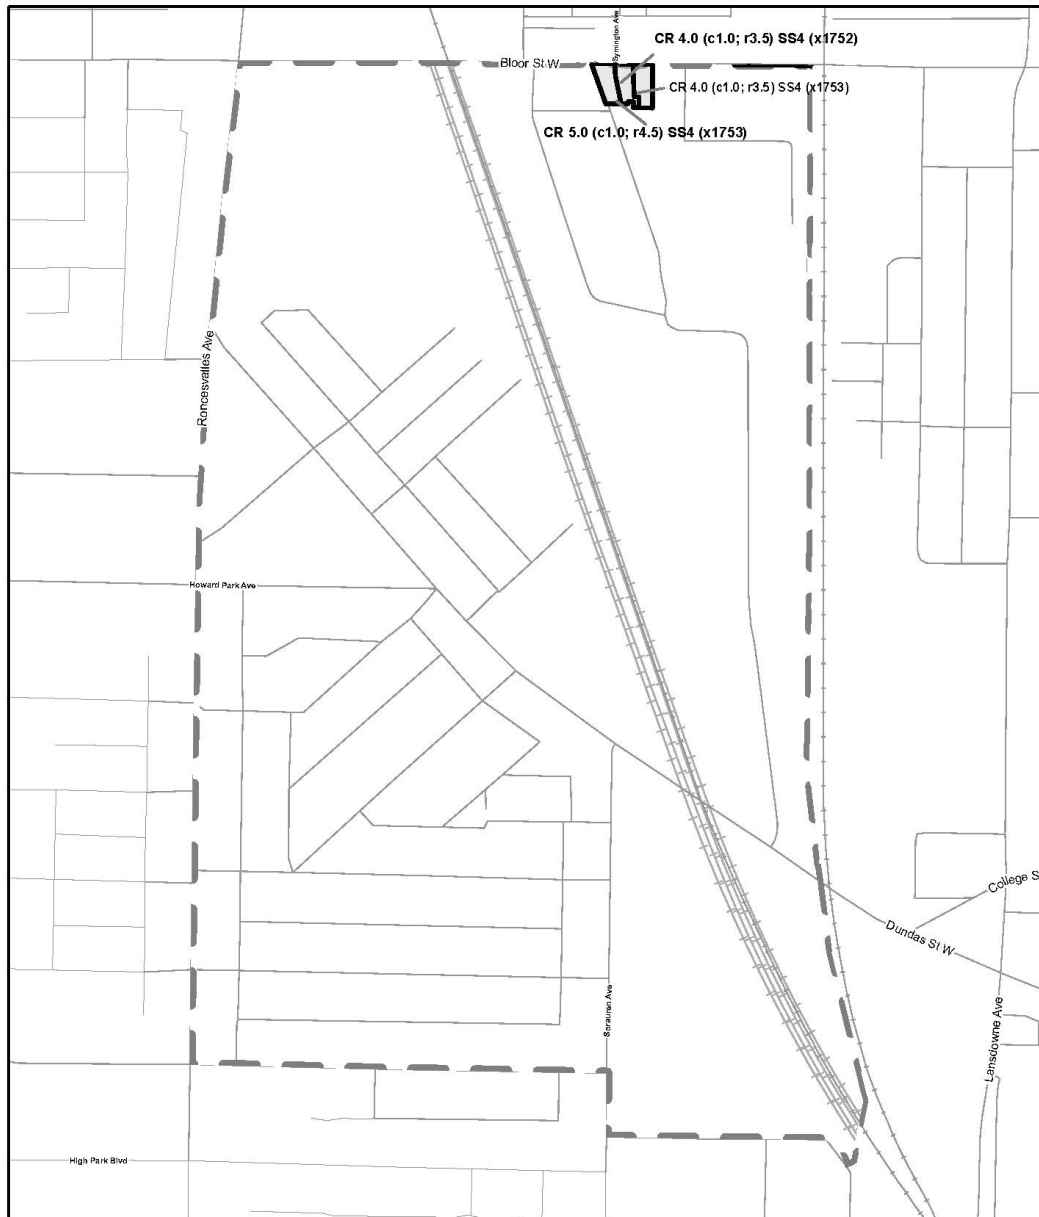 Symington Ave
CR 4.0 (c1.0; r3.5) SS4 (x1752)
Bloor St W
CR 4.0 (c1.0; r3.5) SS4 (x1753)
CR 5.0 (c1.0; r4.5) SS4 (x1753)
Roncesvalles Ave
Howard Park Ave
College S
Dundas St W
Sorauren Ave
Lansdowne Ave
High Park Blvd